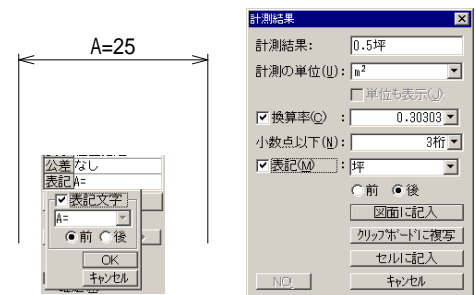 A=25
公差 なし
表記 A=
表記文字
A=
前 後
OK
キャンセル
計測結果
計測結果: 0.5坪
計測の単位(U): m²
単位も表示(J)
換算率(C) : 0.30303
小数点以下(N): 3桁
表記(M) : 坪
前 後
図面に記入
クリップボードに複写
セルに記入
NO. キャンセル